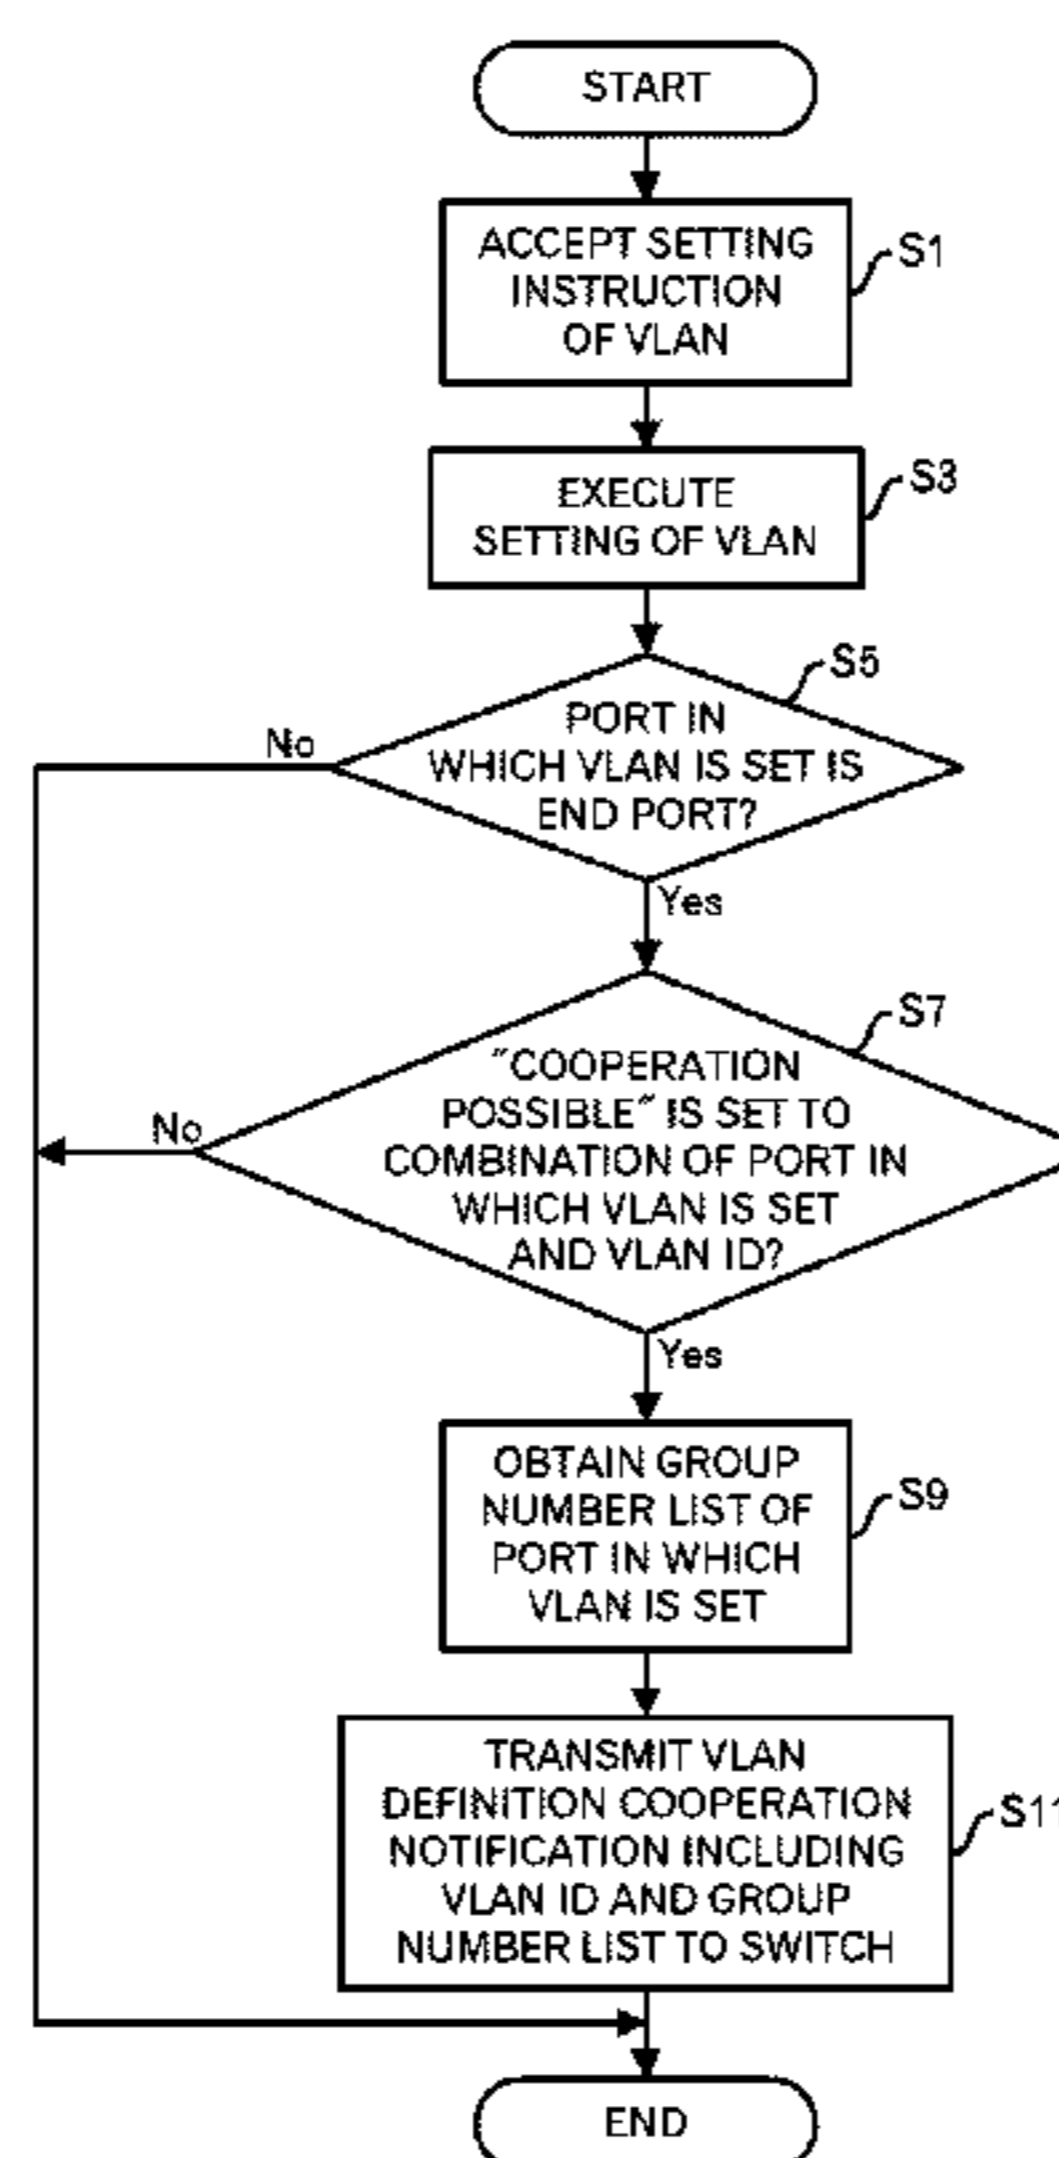 START
ACCEPT SETTING
INSTRUCTION
OF VLAN
S1
EXECUTE
SETTING OF VLAN
S3
S5
PORT IN
WHICH VLAN IS SET IS
END PORT?
No
Yes
S7
"COOPERATION
POSSIBLE" IS SET TO
COMBINATION OF PORT IN
WHICH VLAN IS SET
AND VLAN ID?
No
Yes
OBTAIN GROUP
NUMBER LIST OF
PORT IN WHICH
VLAN IS SET
S9
TRANSMIT VLAN
DEFINITION COOPERATION
NOTIFICATION INCLUDING
VLAN ID AND GROUP
NUMBER LIST TO SWITCH
S11
END